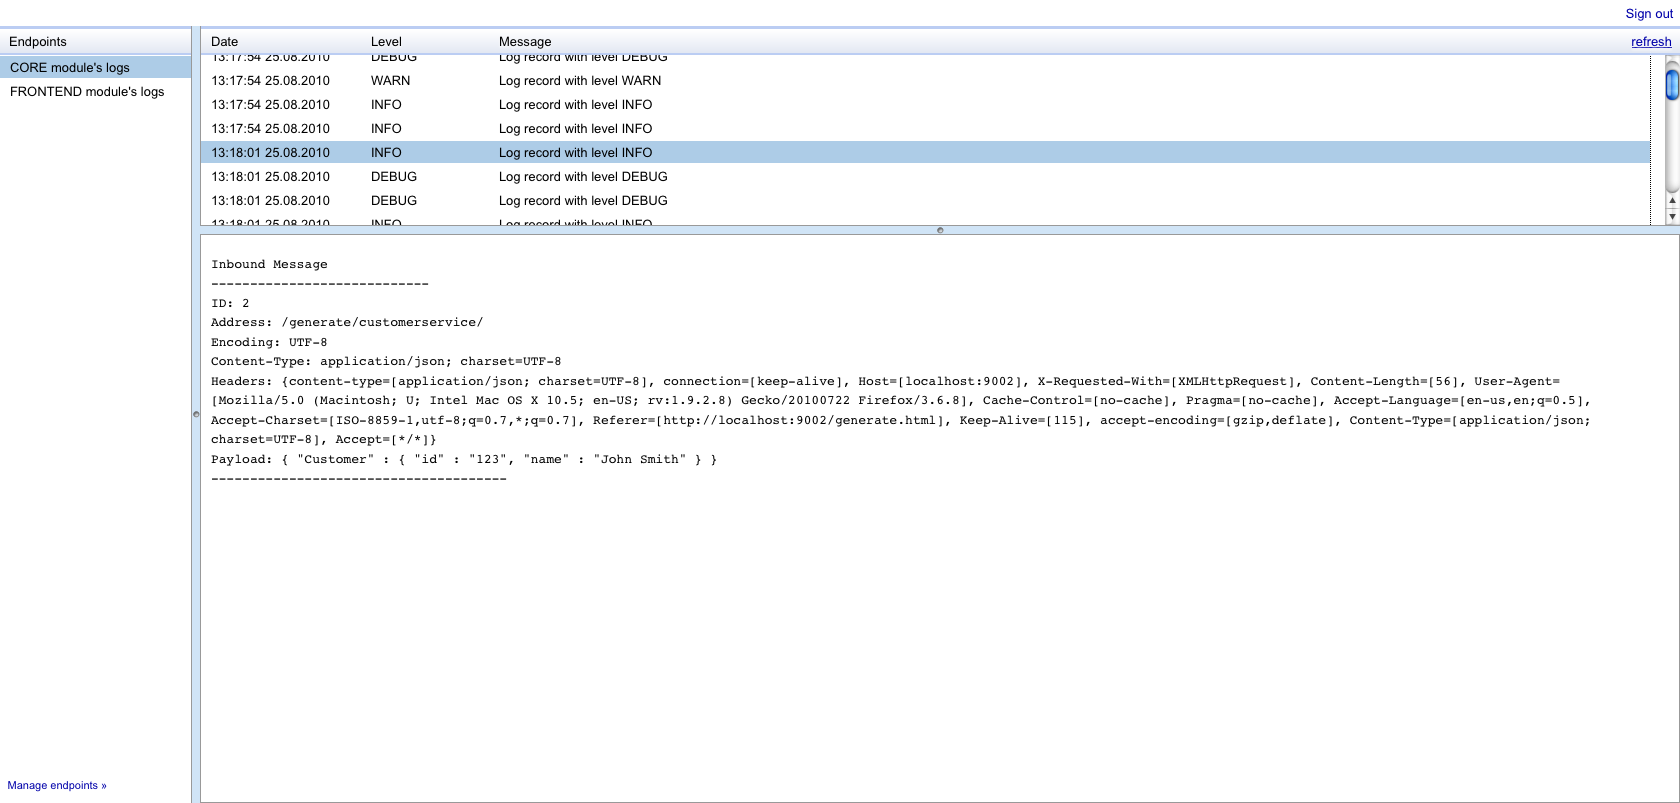 Sign out
Endpoints
CORE module's logs
FRONTEND module's logs
Manage endpoints »
Date Level Message refresh
13:17:54 25.08.2010 DEBUG Log record with level DEBUG
13:17:54 25.08.2010 WARN Log record with level WARN
13:17:54 25.08.2010 INFO Log record with level INFO
13:17:54 25.08.2010 INFO Log record with level INFO
13:18:01 25.08.2010 INFO Log record with level INFO
13:18:01 25.08.2010 DEBUG Log record with level DEBUG
13:18:01 25.08.2010 DEBUG Log record with level DEBUG
13:18:01 25.08.2010 INFO Log record with level INFO
Inbound Message
----------------------------
ID: 2
Address: /generate/customerservice/
Encoding: UTF-8
Content-Type: application/json; charset=UTF-8
Headers: {content-type=[application/json; charset=UTF-8], connection=[keep-alive], Host=[localhost:9002], X-Requested-With=[XMLHttpRequest], Content-Length=[56], User-Agent=
[Mozilla/5.0 (Macintosh; U; Intel Mac OS X 10.5; en-US; rv:1.9.2.8) Gecko/20100722 Firefox/3.6.8], Cache-Control=[no-cache], Pragma=[no-cache], Accept-Language=[en-us,en;q=0.5],
Accept-Charset=[ISO-8859-1,utf-8;q=0.7,*;q=0.7], Referer=[http://localhost:9002/generate.html], Keep-Alive=[115], accept-encoding=[gzip,deflate], Content-Type=[application/json;
charset=UTF-8], Accept=[*/*]}
Payload: { "Customer" : { "id" : "123", "name" : "John Smith" } }
--------------------------------------